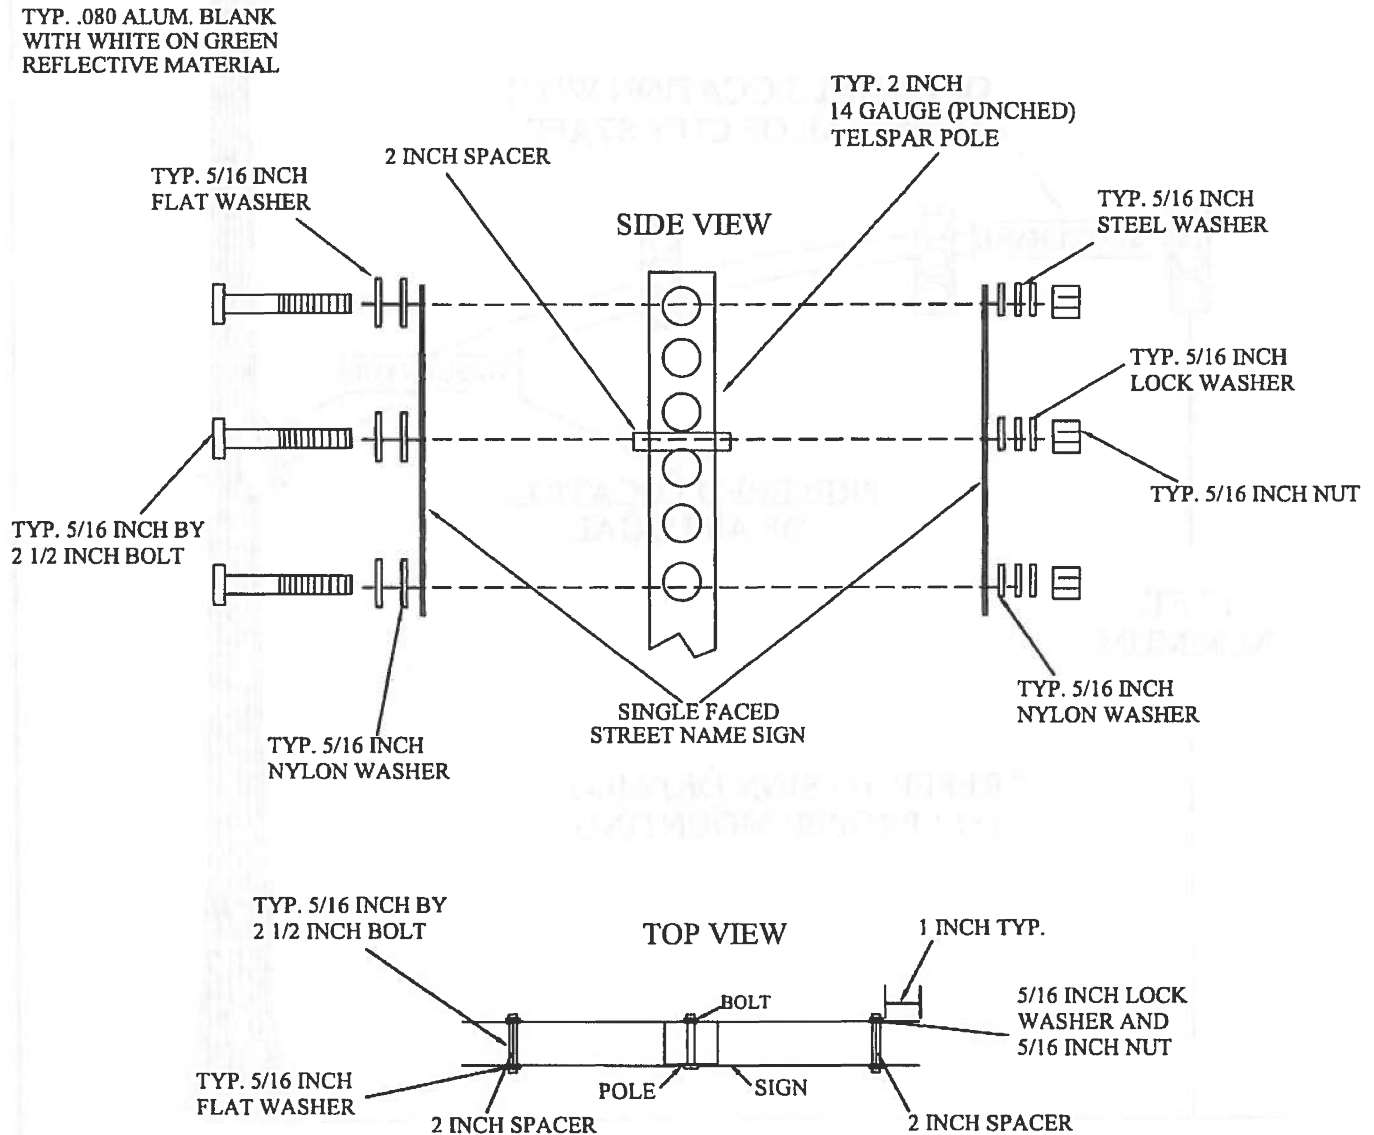 TYP. .080 ALUM. BLANK
WITH WHITE ON GREEN
REFLECTIVE MATERIAL
TYP. 2 INCH
14 GAUGE (PUNCHED)
TELSPAR POLE
2 INCH SPACER
TYP. 5/16 INCH
FLAT WASHER
SIDE VIEW
TYP. 5/16 INCH
STEEL WASHER
TYP. 5/16 INCH
LOCK WASHER
TYP. 5/16 INCH NUT
TYP. 5/16 INCH BY
2 1/2 INCH BOLT
TYP. 5/16 INCH
NYLON WASHER
SINGLE FACED
STREET NAME SIGN
TYP. 5/16 INCH
NYLON WASHER
TYP. 5/16 INCH BY
2 1/2 INCH BOLT
TOP VIEW
1 INCH TYP.
BOLT
5/16 INCH LOCK
WASHER AND
5/16 INCH NUT
TYP. 5/16 INCH
FLAT WASHER
POLE
SIGN
2 INCH SPACER
2 INCH SPACER